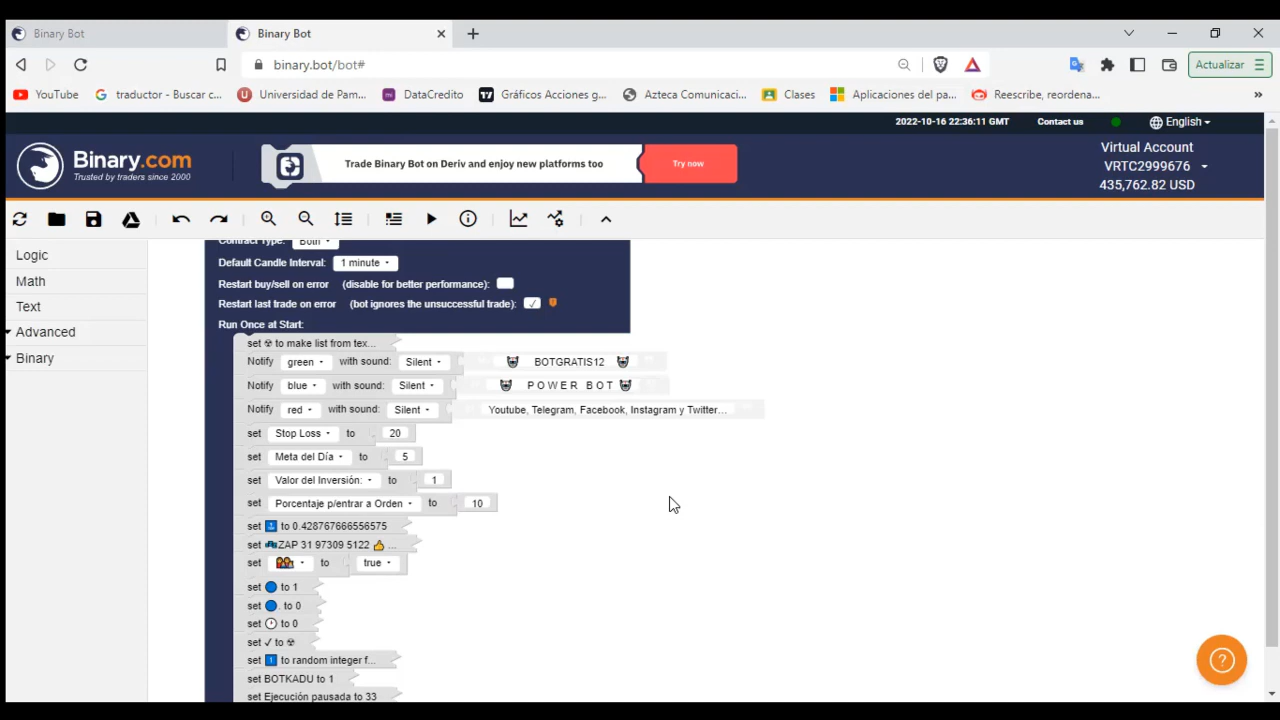 Binary Bot
Binary Bot
binary.bot/bot#
Actualizar
YouTube
traductor - Buscar c...
Universidad de Pam...
DataCredito
Gráficos Acciones g...
Azteca Comunicaci...
Clases
Aplicaciones del pa...
Reescribe, reordena...
2022-10-16 22:36:11 GMT
Contact us
English
Binary.com
Trusted by traders since 2000
Trade Binary Bot on Deriv and enjoy new platforms too
Try now
Virtual Account
VRTC2999676
435,762.82 USD
Logic
Math
Text
Advanced
Binary
Contract Type: Both
Default Candle Interval: 1 minute
Restart buy/sell on error (disable for better performance):
Restart last trade on error (bot ignores the unsuccessful trade): ✓
Run Once at Start:
set ☢ to make list from tex...
Notify green with sound: Silent BOTGRATIS12
Notify blue with sound: Silent P O W E R B O T
Notify red with sound: Silent Youtube, Telegram, Facebook, Instagram y Twitter...
set Stop Loss to 20
set Meta del Día to 5
set Valor del Inversión: to 1
set Porcentaje p/entrar a Orden to 10
set to 0.428767666556575
set ZAP 31 97309 5122 👍 ...
set to true
set 🔵 to 1
set 🔵. to 0
set 🕐 to 0
set ✓ to ☢
set to random integer f...
set BOTKADU to 1
set Ejecución pausada to 33